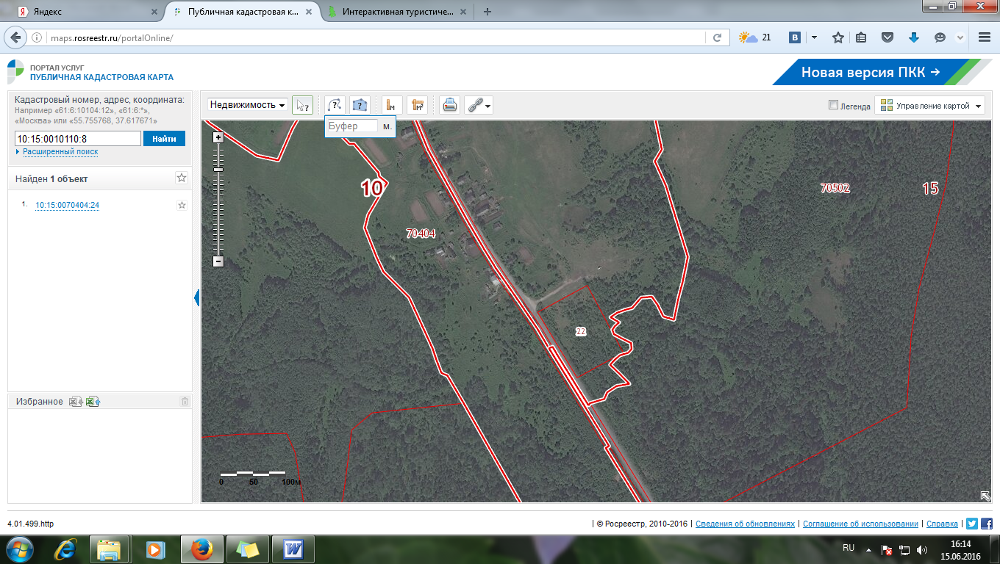 Яндекс
Публичная кадастровая к...
Интерактивная туристиче...
maps.rosreestr.ru/portalOnline/
21
В
ПОРТАЛ УСЛУГ
ПУБЛИЧНАЯ КАДАСТРОВАЯ КАРТА
Новая версия ПКК →
Кадастровый номер, адрес, координата:
Например «61:6:10104:12», «61:6:*»,
«Москва» или «55.755768, 37.617671»
10:15:0010110:8
Найти
Расширенный поиск
Найден 1 объект
1. 10:15:0070404:24
Избранное
Недвижимость
Легенда
Управление картой
Буфер м.
10
70404
70502
15
22
0 50 100м
4.01.499.http
| © Росреестр, 2010-2016 | Сведения об обновлениях | Соглашение об использовании | Справка |
RU
16:14
15.06.2016